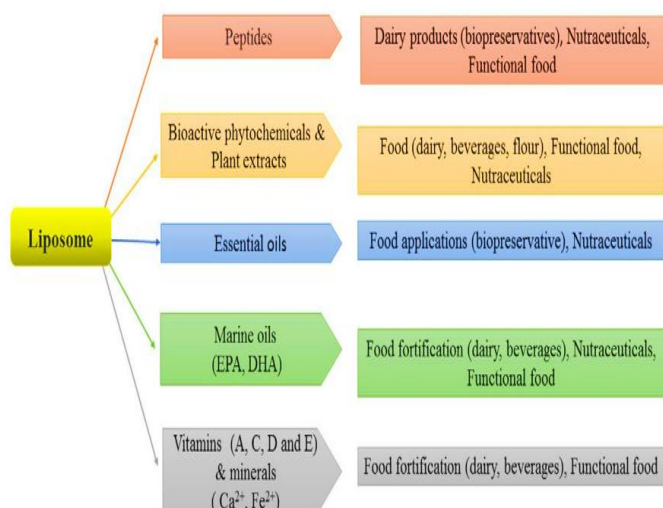 Liposome
Peptides
Dairy products (biopreservatives), Nutraceuticals,
Functional food
Bioactive phytochemicals &
Plant extracts
Food (dairy, beverages, flour), Functional food,
Nutraceuticals
Essential oils
Food applications (biopreservative), Nutraceuticals
Marine oils
(EPA, DHA)
Food fortification (dairy, beverages), Nutraceuticals,
Functional food
Vitamins (A, C, D and E)
& minerals
( Ca²⁺, Fe²⁺)
Food fortification (dairy, beverages), Functional food